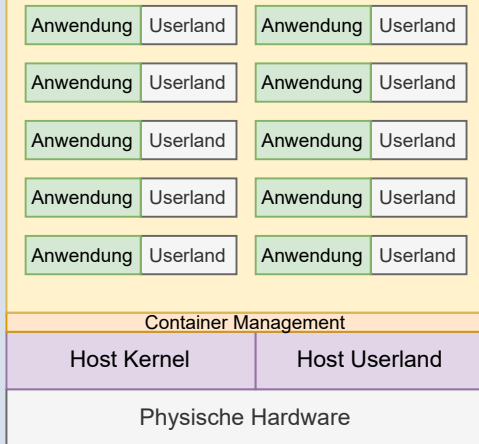 Anwendung Userland Anwendung Userland
Anwendung Userland Anwendung Userland
Anwendung Userland Anwendung Userland
Anwendung Userland Anwendung Userland
Anwendung Userland Anwendung Userland
Container Management
Host Kernel Host Userland
Physische Hardware